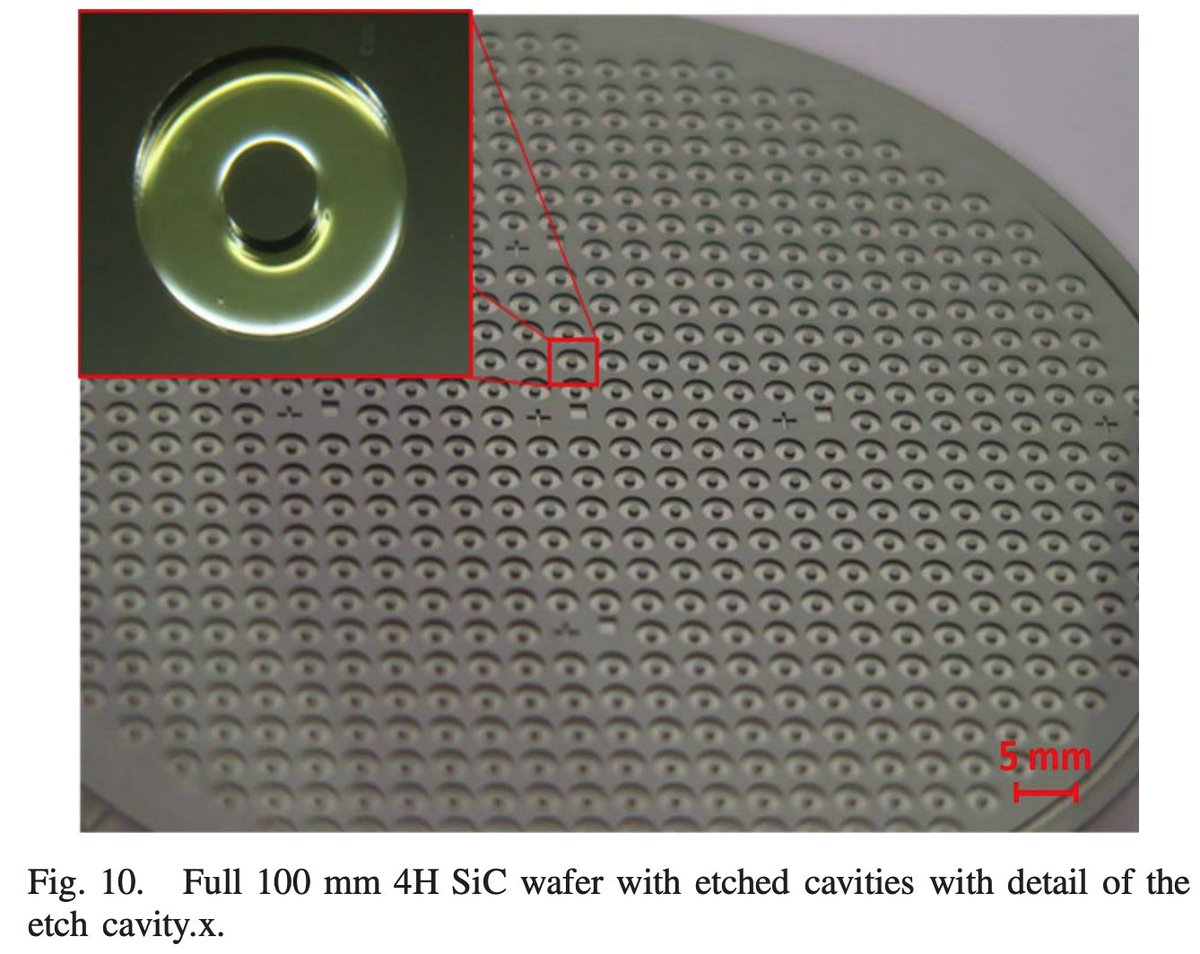 5 mm
Fig. 10. Full 100 mm 4H SiC wafer with etched cavities with detail of the
etch cavity.x.